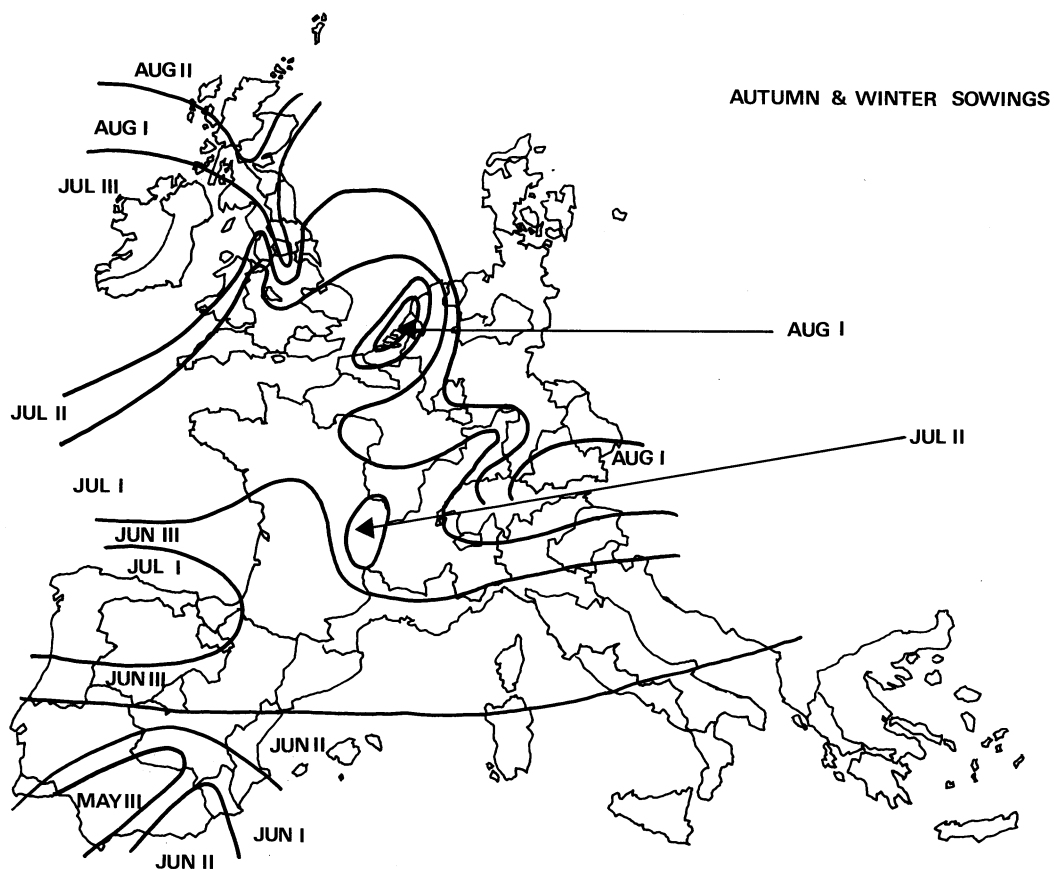 AUG II
AUTUMN & WINTER SOWINGS
AUG I
JUL III
AUG I
JUL II
JUL II
AUG I
JUL I
JUN III
JUL I
JUN III
JUN II
MAY III
JUN I
JUN II